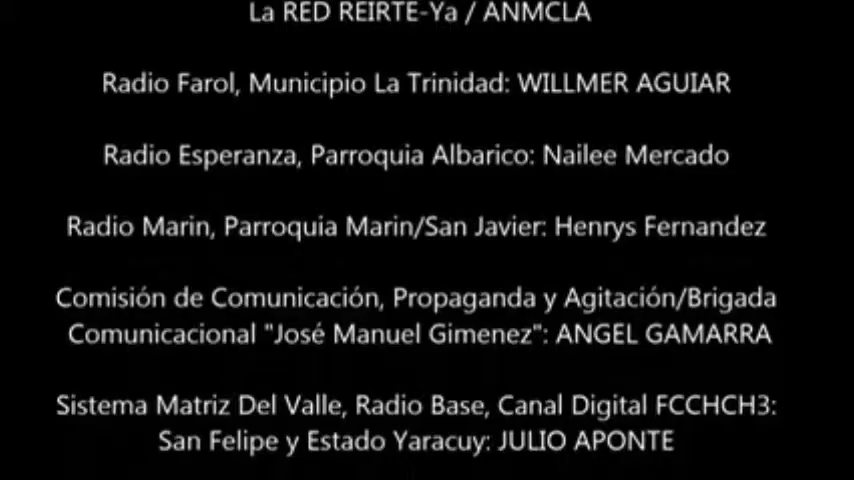 La RED REIRTE-Ya / ANMCLA
Radio Farol, Municipio La Trinidad: WILLMER AGUIAR
Radio Esperanza, Parroquia Albarico: Nailee Mercado
Radio Marin, Parroquia Marin/San Javier: Henrys Fernandez
Comisión de Comunicación, Propaganda y Agitación/Brigada
Comunicacional "José Manuel Gimenez": ANGEL GAMARRA
Sistema Matriz Del Valle, Radio Base, Canal Digital FCCHCH3:
San Felipe y Estado Yaracuy: JULIO APONTE